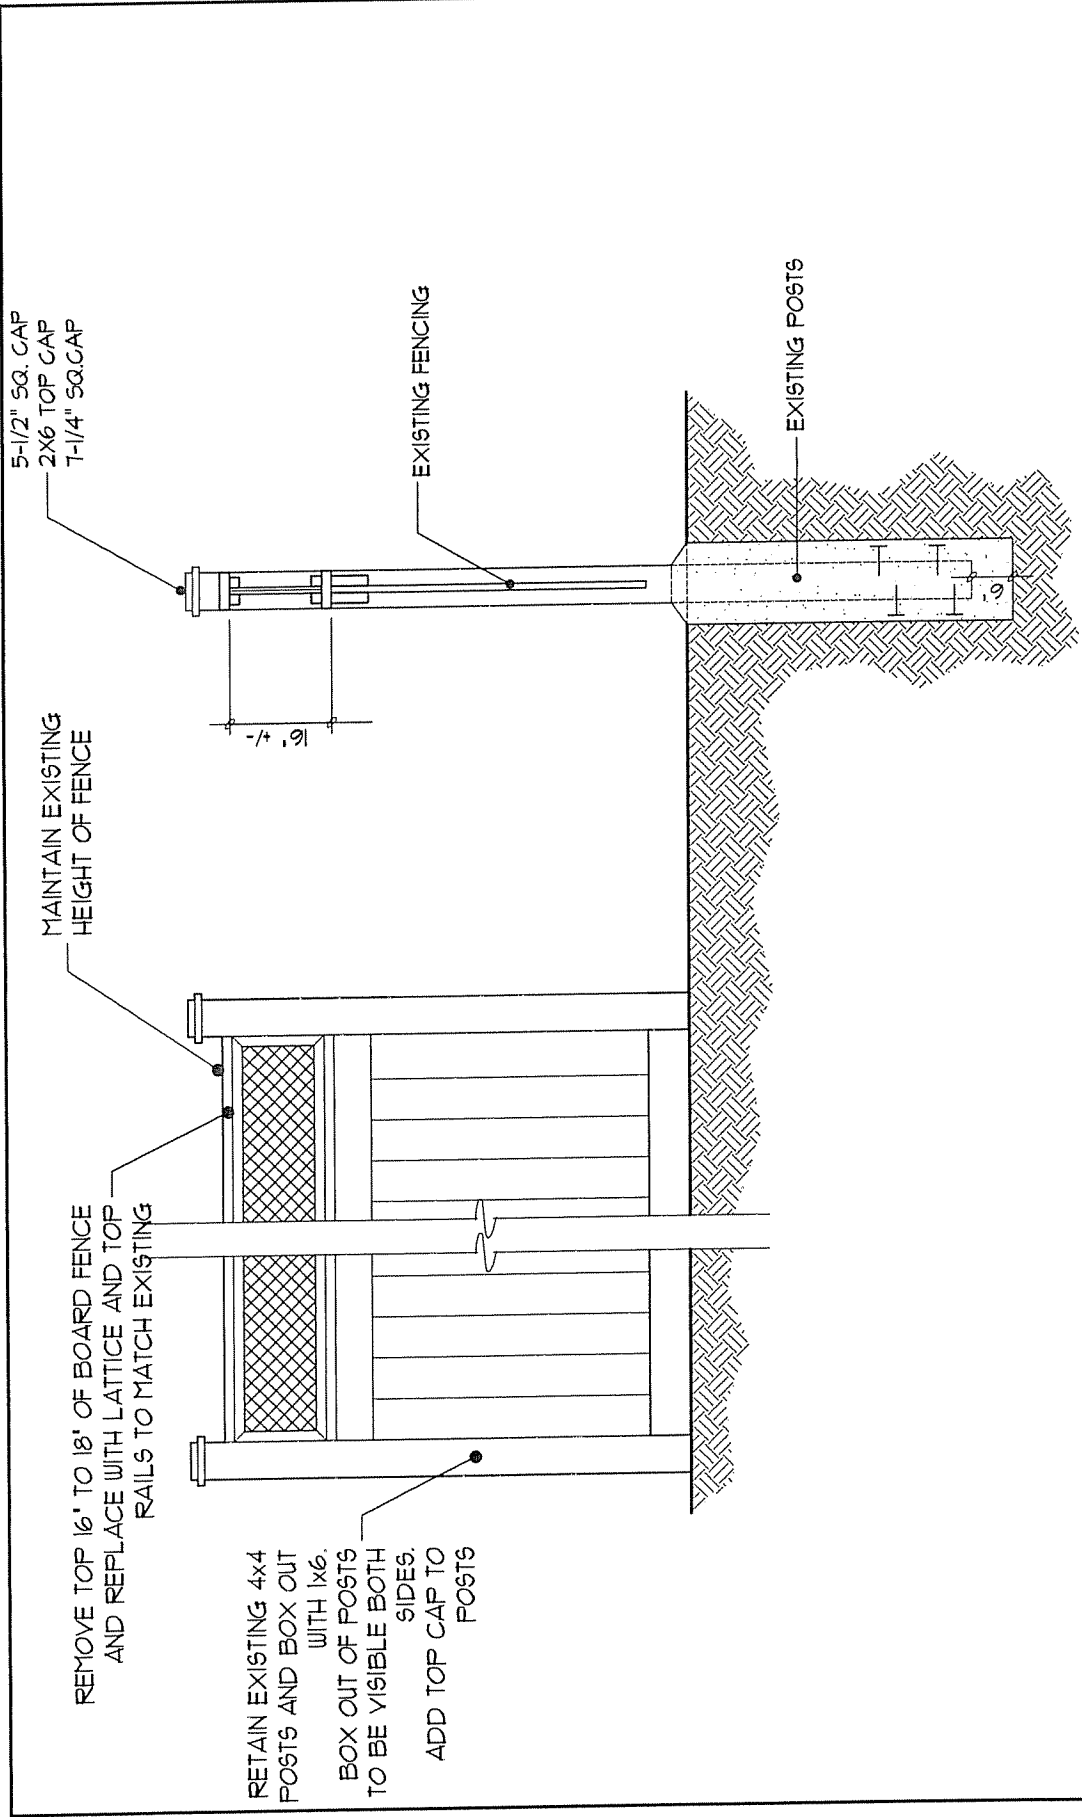 REMOVE TOP 16" TO 18" OF BOARD FENCE
AND REPLACE WITH LATTICE AND TOP
RAILS TO MATCH EXISTING
MAINTAIN EXISTING
HEIGHT OF FENCE
5-1/2" SQ. CAP
2X6 TOP CAP
7-1/4" SQ.CAP
RETAIN EXISTING 4x4
POSTS AND BOX OUT
WITH 1x6.
BOX OUT OF POSTS
TO BE VISIBLE BOTH
SIDES.
ADD TOP CAP TO
POSTS
16" +/-
EXISTING FENCING
EXISTING POSTS
6"